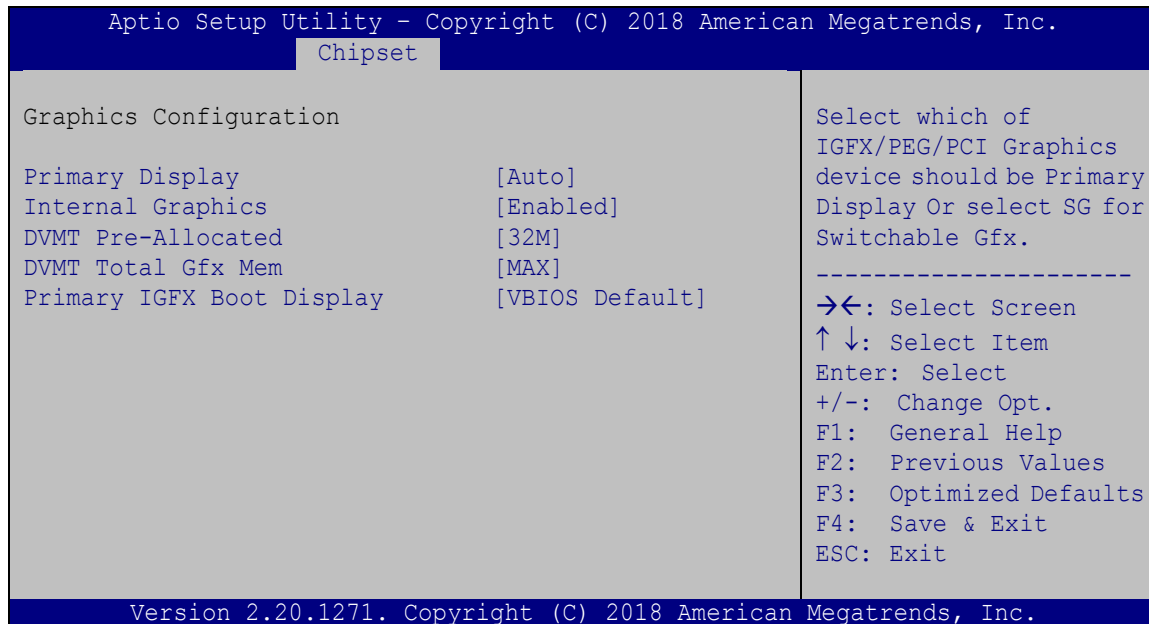 Aptio Setup Utility – Copyright (C) 2018 American Megatrends, Inc.
Chipset
Graphics Configuration
Primary Display [Auto]
Internal Graphics [Enabled]
DVMT Pre-Allocated [32M]
DVMT Total Gfx Mem [MAX]
Primary IGFX Boot Display [VBIOS Default]
Select which of
IGFX/PEG/PCI Graphics
device should be Primary
Display Or select SG for
Switchable Gfx.
----------------------
→←: Select Screen
↑ ↓: Select Item
Enter: Select
+/-: Change Opt.
F1: General Help
F2: Previous Values
F3: Optimized Defaults
F4: Save & Exit
ESC: Exit
Version 2.20.1271. Copyright (C) 2018 American Megatrends, Inc.